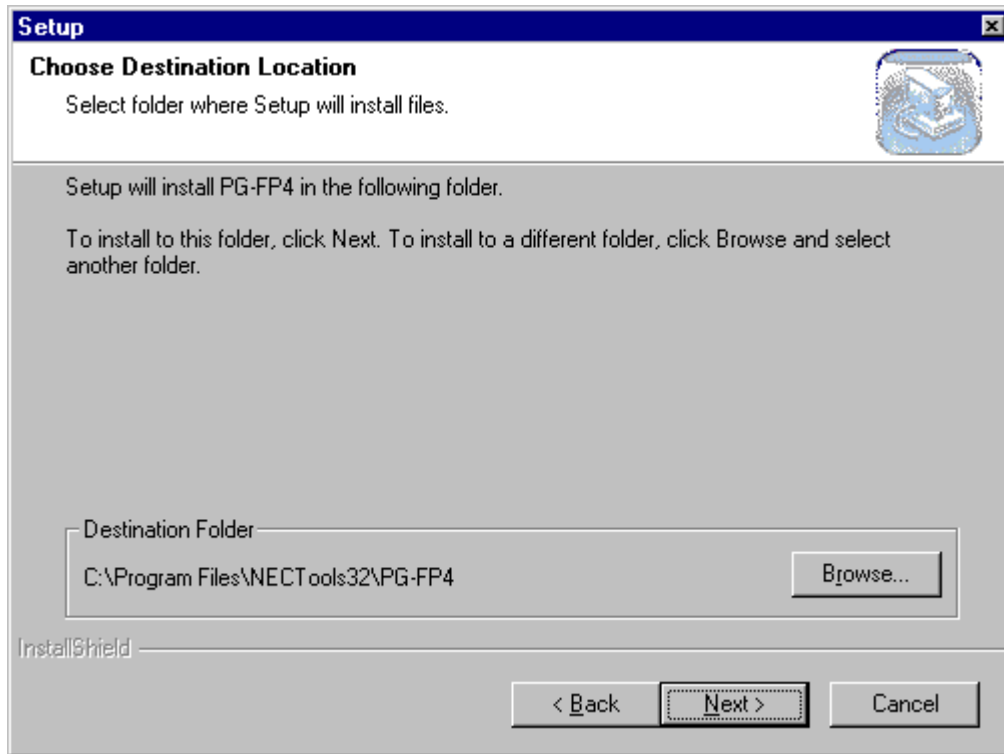 Setup
Choose Destination Location
Select folder where Setup will install files.
Setup will install PG-FP4 in the following folder.
To install to this folder, click Next. To install to a different folder, click Browse and select
another folder.
Destination Folder
C:\Program Files\NECTools32\PG-FP4
Browse...
InstallShield
< Back
Next >
Cancel